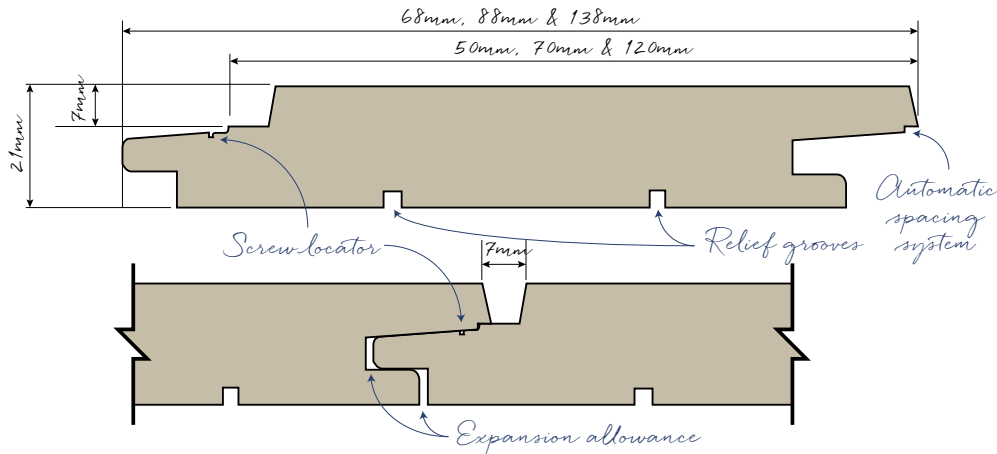 68mm, 88mm & 138mm
50mm, 70mm & 120mm
7mm
21mm
Automatic
spacing
system
Screw locator
Relief grooves
7mm
Expansion allowance